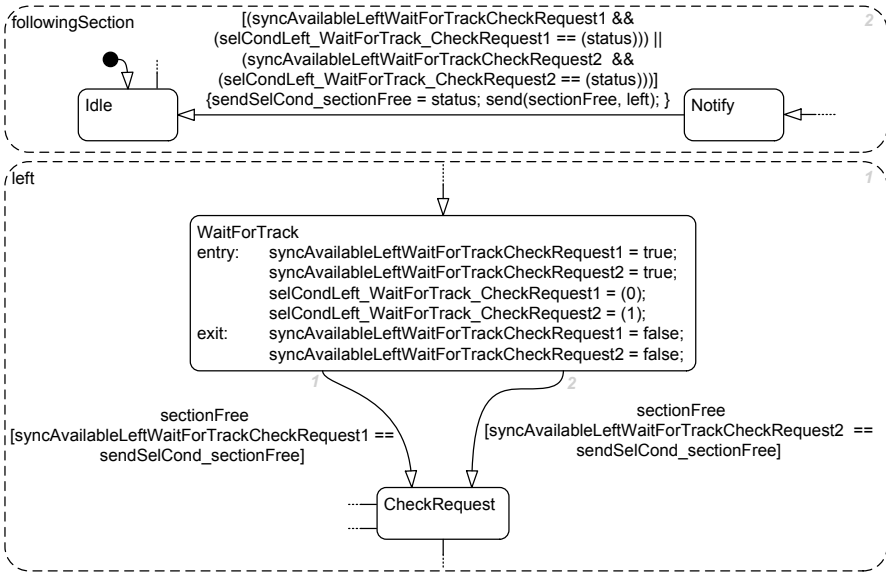 followingSection
2
[(syncAvailableLeftWaitForTrackCheckRequest1 &&
(selCondLeft_WaitForTrack_CheckRequest1 == (status))) ||
(syncAvailableLeftWaitForTrackCheckRequest2 &&
(selCondLeft_WaitForTrack_CheckRequest2 == (status)))]
{sendSelCond_sectionFree = status; send(sectionFree, left); }
Idle
Notify
left
1
WaitForTrack
entry: syncAvailableLeftWaitForTrackCheckRequest1 = true;
syncAvailableLeftWaitForTrackCheckRequest2 = true;
selCondLeft_WaitForTrack_CheckRequest1 = (0);
selCondLeft_WaitForTrack_CheckRequest2 = (1);
exit: syncAvailableLeftWaitForTrackCheckRequest1 = false;
syncAvailableLeftWaitForTrackCheckRequest2 = false;
1
2
sectionFree
[syncAvailableLeftWaitForTrackCheckRequest1 ==
sendSelCond_sectionFree]
sectionFree
[syncAvailableLeftWaitForTrackCheckRequest2 ==
sendSelCond_sectionFree]
CheckRequest